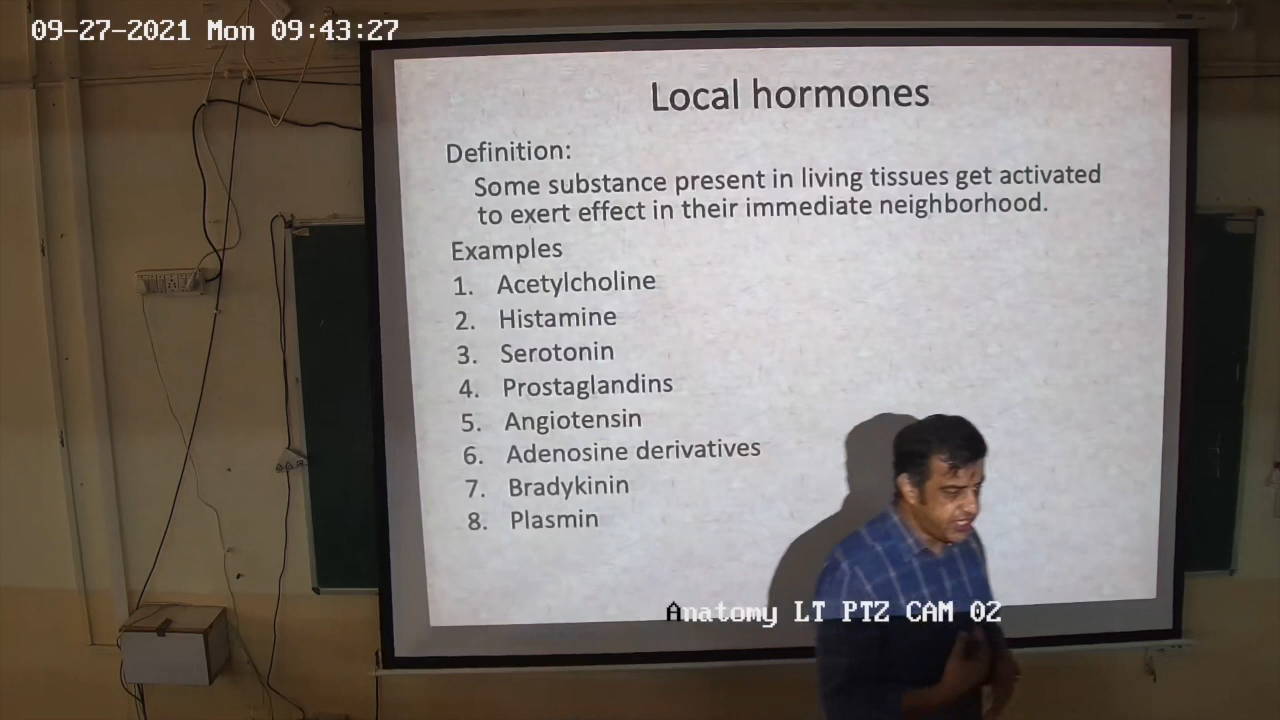 09-27-2021 Mon 09:43:27
Local hormones
Definition:
Some substance present in living tissues get activated
to exert effect in their immediate neighborhood.
Examples
1. Acetylcholine
2. Histamine
3. Serotonin
4. Prostaglandins
5. Angiotensin
6. Adenosine derivatives
7. Bradykinin
8. Plasmin
Anatomy LT PTZ CAM 02